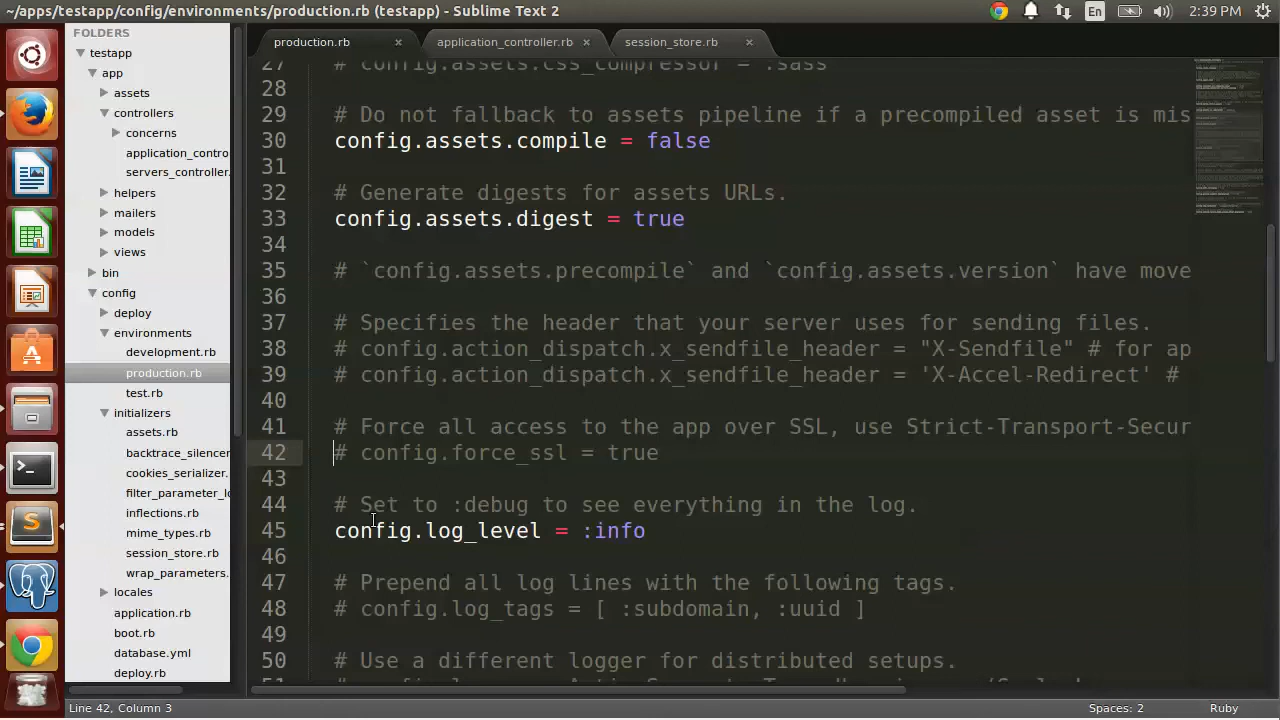 ~/apps/testapp/config/environments/production.rb (testapp) - Sublime Text 2
En
2:39 PM
FOLDERS
testapp
app
assets
controllers
concerns
application_contro
servers_controller.
helpers
mailers
models
views
bin
config
deploy
environments
development.rb
production.rb
test.rb
initializers
assets.rb
backtrace_silencer
cookies_serializer.
filter_parameter_lo
inflections.rb
mime_types.rb
session_store.rb
wrap_parameters.
locales
application.rb
boot.rb
database.yml
deploy.rb
production.rb
application_controller.rb
session_store.rb
27 # config.assets.css_compressor = :sass
28
29 # Do not fallback to assets pipeline if a precompiled asset is mis
30 config.assets.compile = false
31
32 # Generate digests for assets URLs.
33 config.assets.digest = true
34
35 # `config.assets.precompile` and `config.assets.version` have move
36
37 # Specifies the header that your server uses for sending files.
38 # config.action_dispatch.x_sendfile_header = "X-Sendfile" # for ap
39 # config.action_dispatch.x_sendfile_header = 'X-Accel-Redirect' #
40
41 # Force all access to the app over SSL, use Strict-Transport-Secur
42 # config.force_ssl = true
43
44 # Set to :debug to see everything in the log.
45 config.log_level = :info
46
47 # Prepend all log lines with the following tags.
48 # config.log_tags = [ :subdomain, :uuid ]
49
50 # Use a different logger for distributed setups.
Line 42, Column 3
Spaces: 2
Ruby